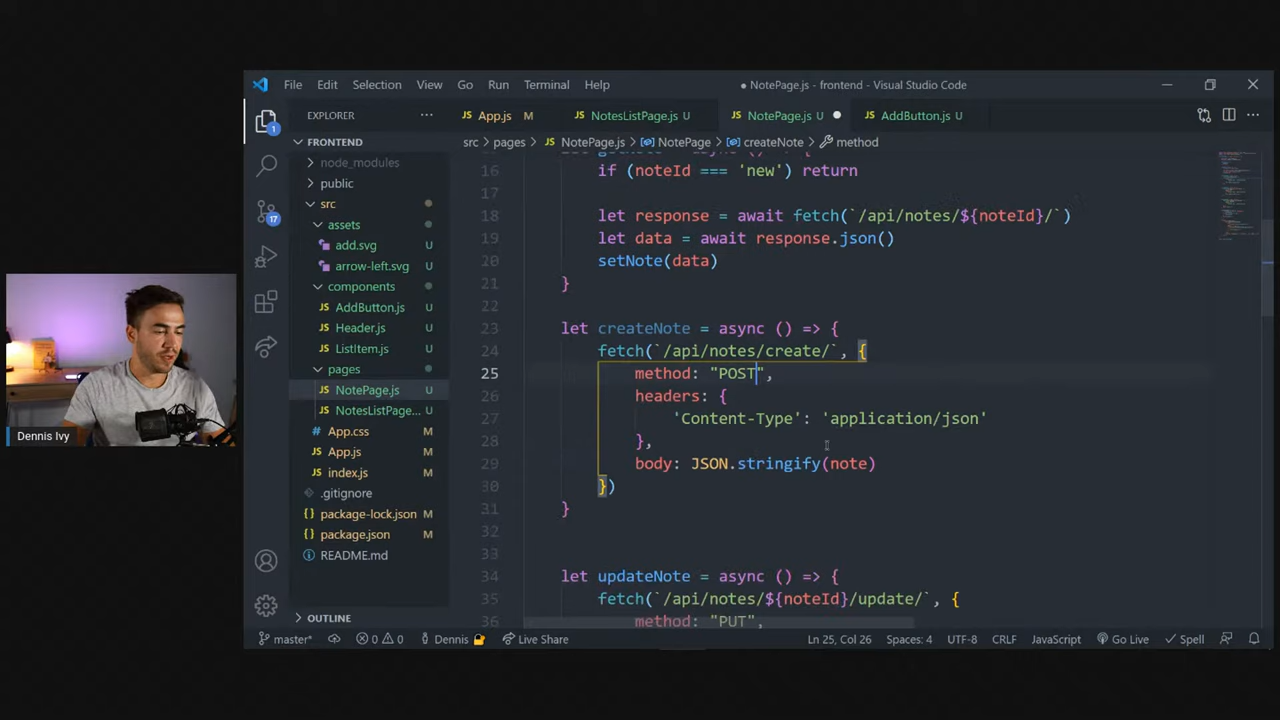 File Edit Selection View Go Run Terminal Help
● NotePage.js - frontend - Visual Studio Code
EXPLORER ···
JS App.js M
JS NotesListPage.js U
JS NotePage.js U ●
JS AddButton.js U
FRONTEND
src > pages > JS NotePage.js > NotePage > createNote > method
node_modules
public
src
assets
add.svg U
arrow-left.svg U
components
JS AddButton.js U
JS Header.js U
JS ListItem.js U
pages
JS NotePage.js U
JS NotesListPage... U
App.css M
JS App.js M
JS index.js M
.gitignore
package-lock.json M
package.json M
README.md
OUTLINE
1
17
16 if (noteId === 'new') return
17
18 let response = await fetch(`/api/notes/${noteId}/`)
19 let data = await response.json()
20 setNote(data)
21 }
22
23 let createNote = async () => {
24 fetch(`/api/notes/create/`, {
25 method: "POST",
26 headers: {
27 'Content-Type': 'application/json'
28 },
29 body: JSON.stringify(note)
30 })
31 }
32
33
34 let updateNote = async () => {
35 fetch(`/api/notes/${noteId}/update/`, {
36 method: "PUT",
Dennis Ivy
master* 0 0 Dennis Live Share Ln 25, Col 26 Spaces: 4 UTF-8 CRLF JavaScript Go Live Spell